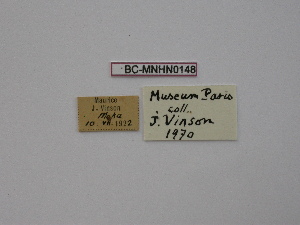 BC-MNHN0148
Maurice
J. Vinson
Moka
10. VII. 1932
Museum Paris
coll.
J. Vinson
1970